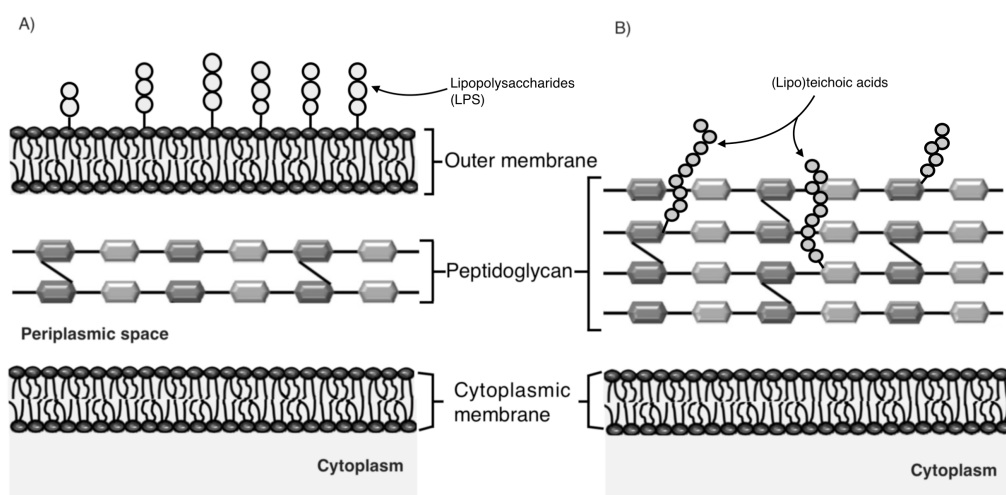 A)
B)
Lipopolysaccharides
(LPS)
(Lipo)teichoic acids
Outer membrane
Peptidoglycan
Periplasmic space
Cytoplasmic
membrane
Cytoplasm
Cytoplasm